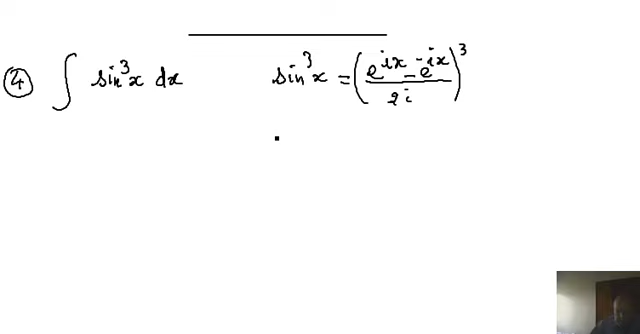 ④ ∫ sin³x dx   sin³x = ((e^{ix} - e^{-ix})/2i)³